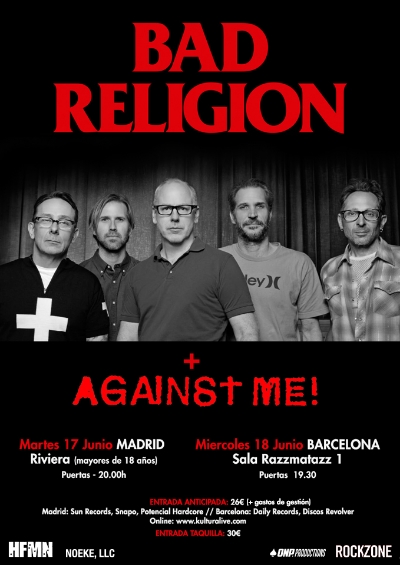 BAD
RELIGION
ley
+
AGAINST ME!
Martes 17 Junio MADRID
Riviera (mayores de 18 años)
Puertas - 20.00h
Miercoles 18 Junio BARCELONA
Sala Razzmatazz 1
Puertas 19.30
ENTRADA ANTICIPADA: 26€ (+ gastos de gestión)
Madrid: Sun Records, Snapo, Potencial Hardcore // Barcelona: Daily Records, Discos Revolver
Online: www.kulturalive.com
ENTRADA TAQUILLA: 30€
HFMN NOEKE, LLC DNP PRODUCTIONS ROCKZONE